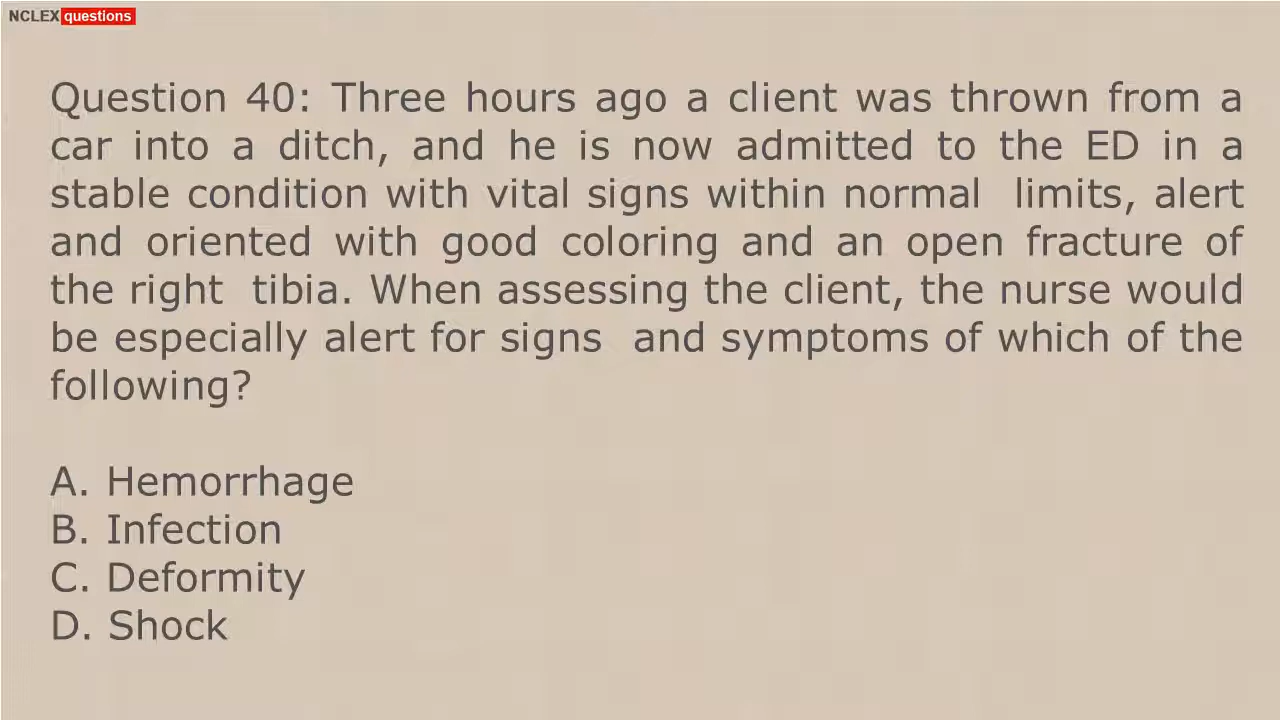 NCLEX questions
Question 40: Three hours ago a client was thrown from a
car into a ditch, and he is now admitted to the ED in a
stable condition with vital signs within normal limits, alert
and oriented with good coloring and an open fracture of
the right tibia. When assessing the client, the nurse would
be especially alert for signs and symptoms of which of the
following?
A. Hemorrhage
B. Infection
C. Deformity
D. Shock